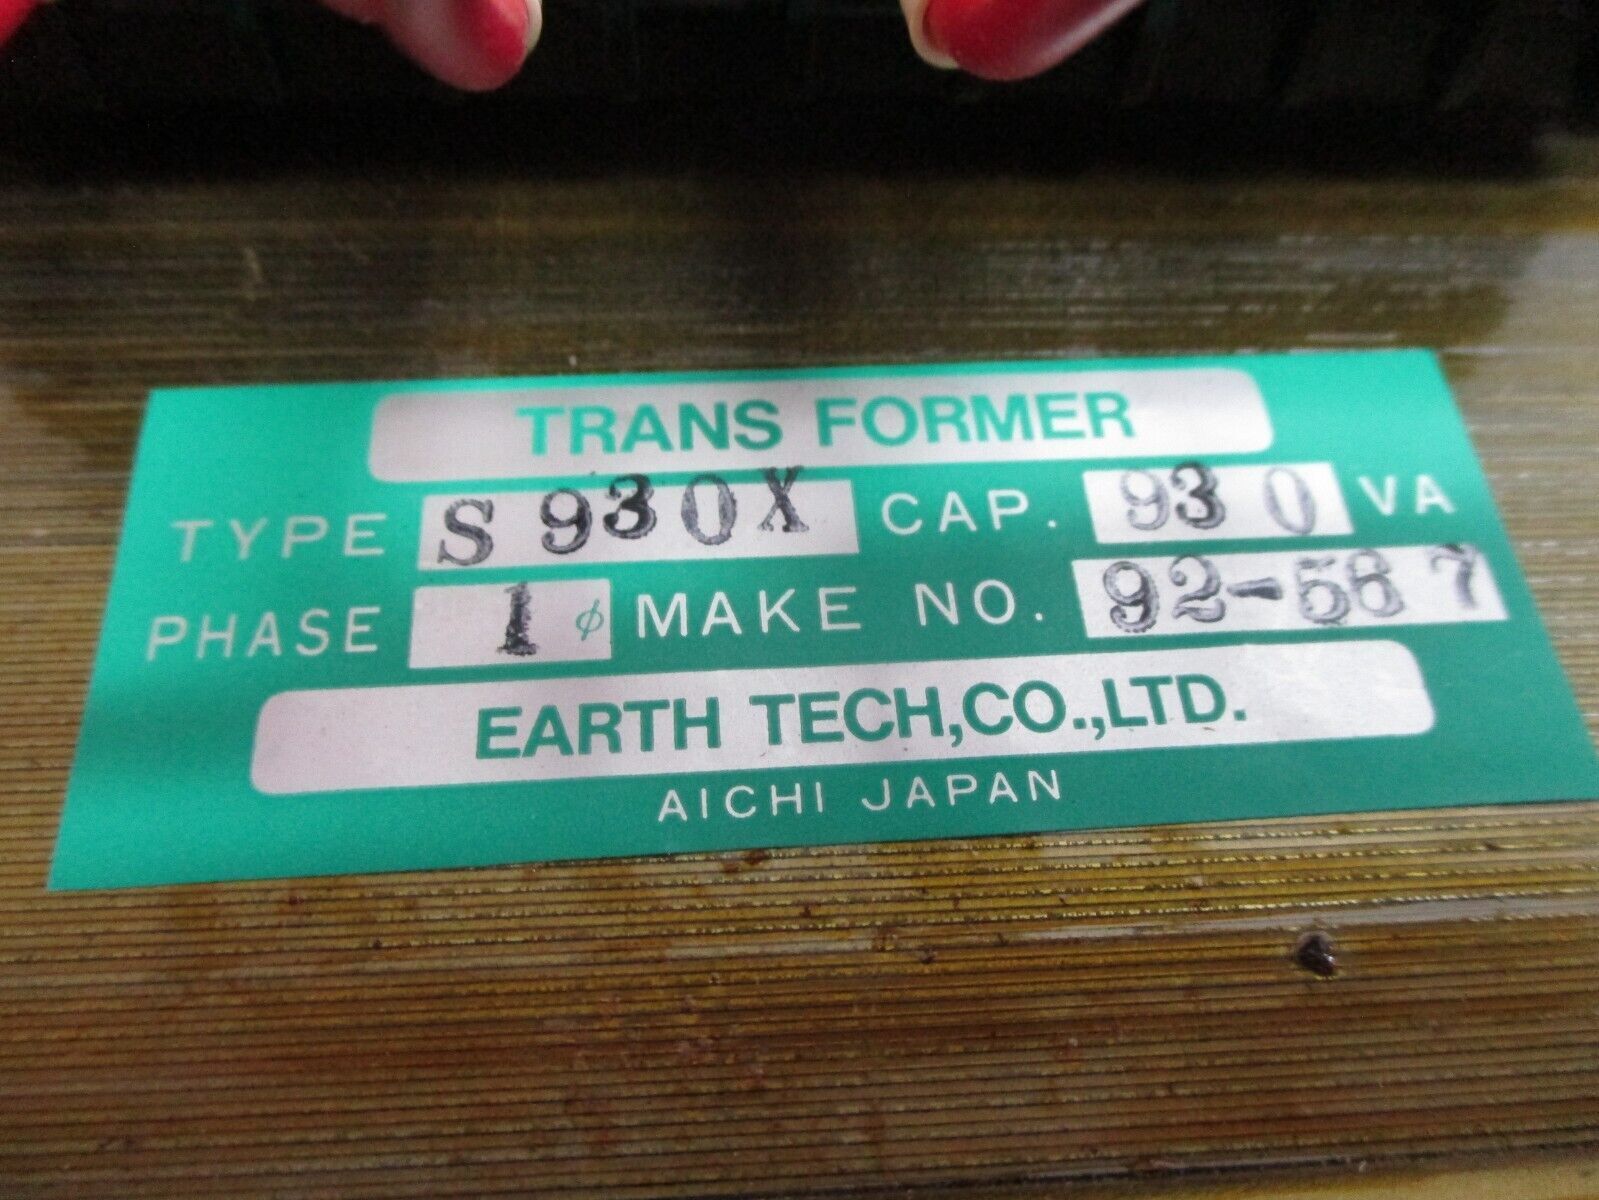 TRANS FORMER
TYPE S 930X CAP. 930 VA
PHASE 1 ϕ MAKE NO. 92-567
EARTH TECH,CO.,LTD.
AICHI JAPAN